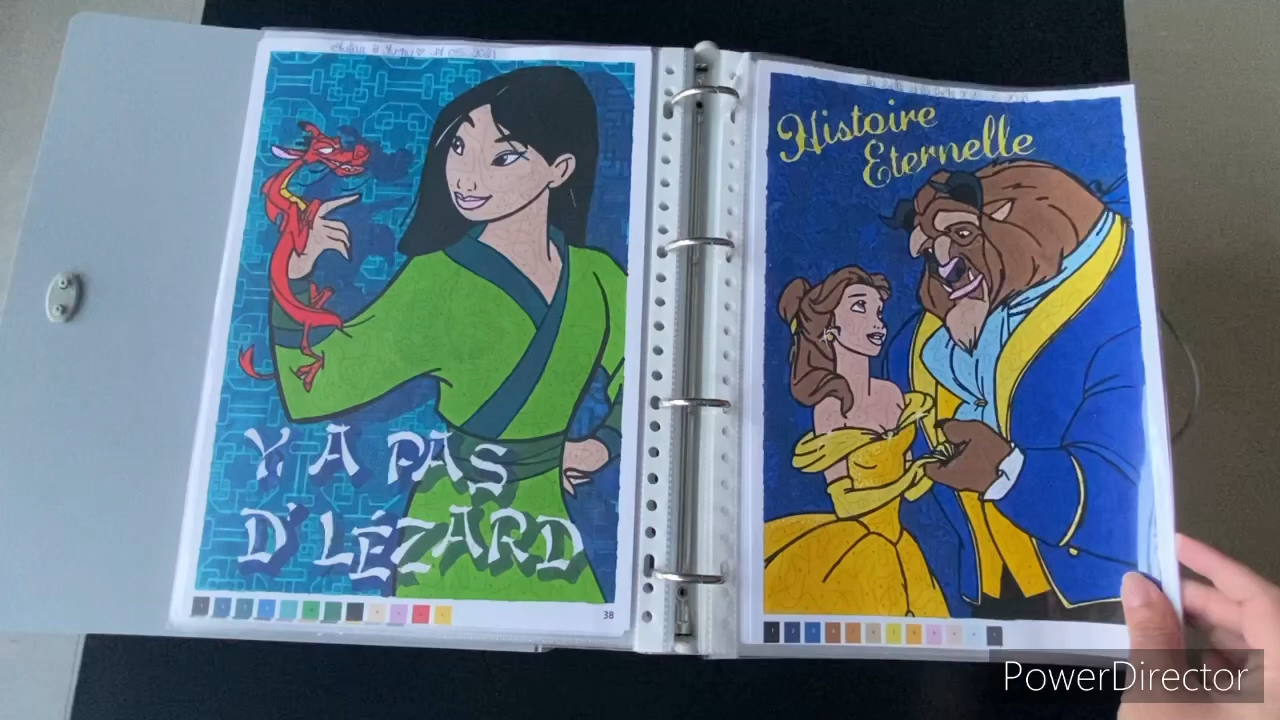 Y A PAS
D'LÉZARD
38
Histoire
Eternelle
PowerDirector